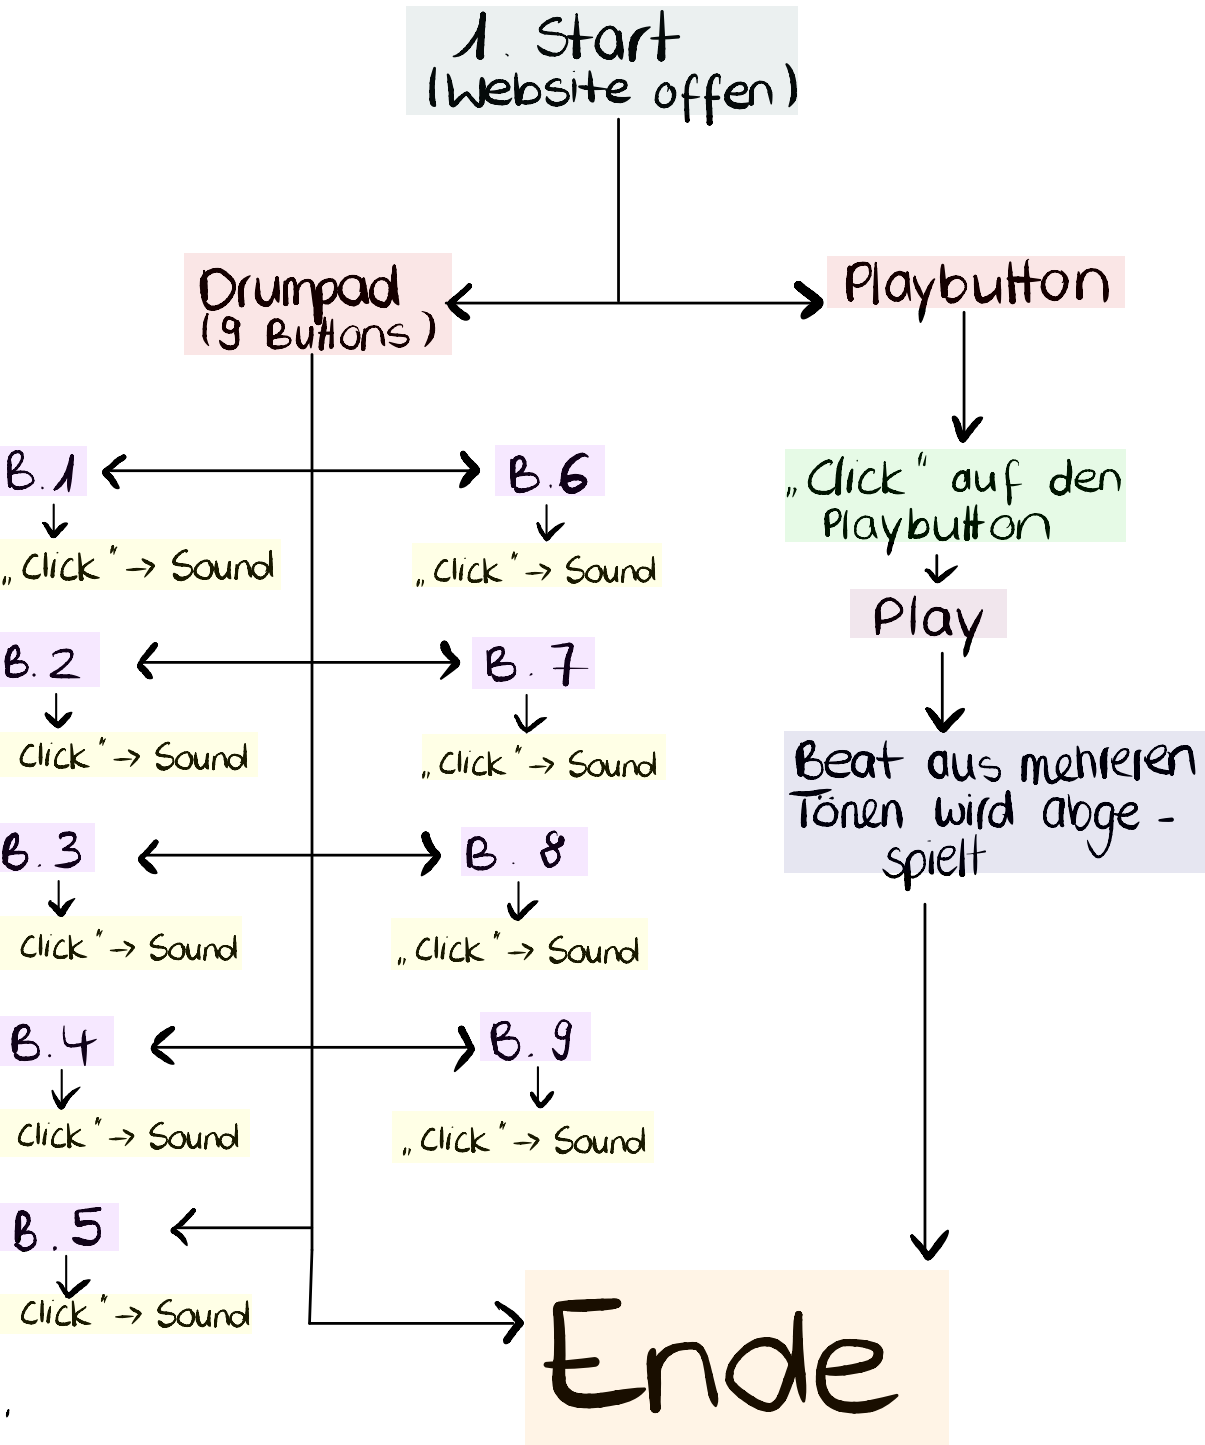 1. Start
(Website offen)
Drumpad
(9 Buttons)
Playbutton
B.1
„Click" → Sound
B.6
„Click" → Sound
B.2
Click" → Sound
B.7
„Click" → Sound
B.3
Click" → Sound
B.8
„Click" → Sound
B.4
Click" → Sound
B.9
„Click" → Sound
B.5
Click" → Sound
„Click" auf den
Playbutton
Play
Beat aus mehreren
Tönen wird abge-
spielt
Ende